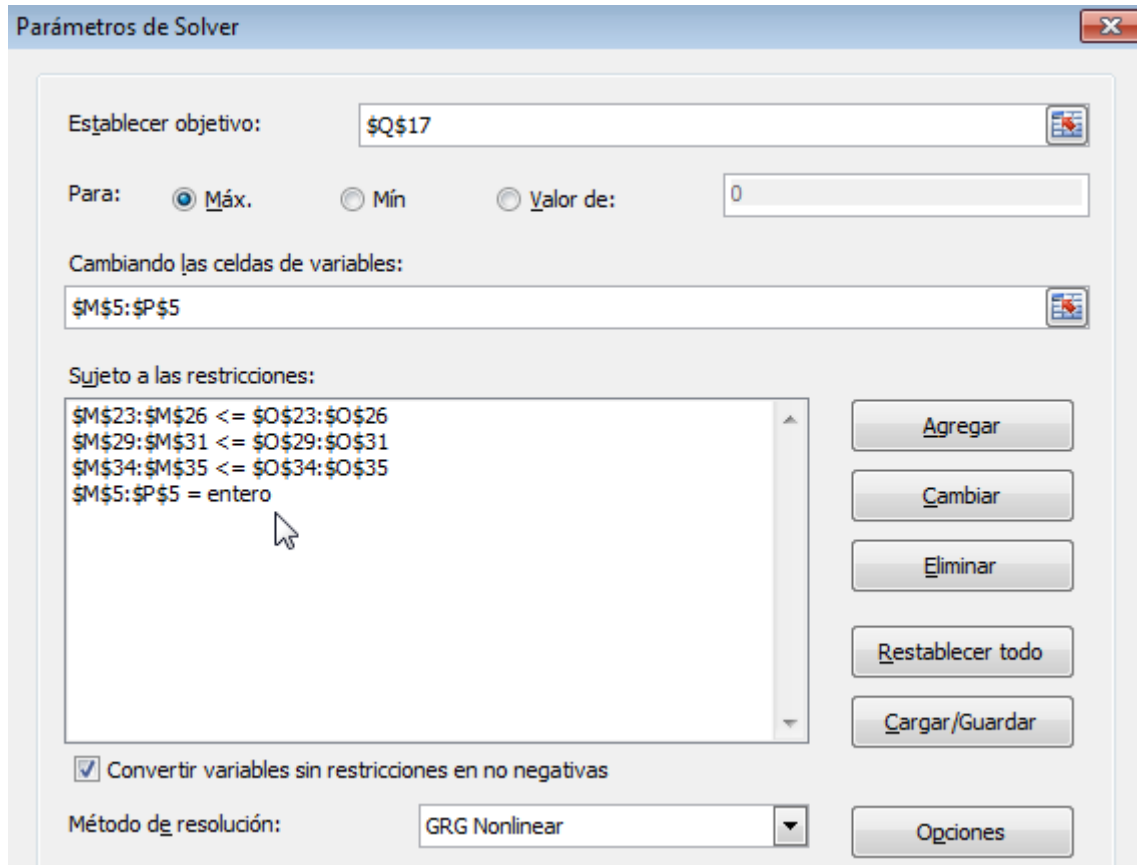 Parámetros de Solver
Establecer objetivo: $Q$17
Para: Máx. Mín Valor de: 0
Cambiando las celdas de variables:
$M$5:$P$5
Sujeto a las restricciones:
$M$23:$M$26 <= $O$23:$O$26
$M$29:$M$31 <= $O$29:$O$31
$M$34:$M$35 <= $O$34:$O$35
$M$5:$P$5 = entero
Agregar
Cambiar
Eliminar
Restablecer todo
Cargar/Guardar
Convertir variables sin restricciones en no negativas
Método de resolución: GRG Nonlinear Opciones